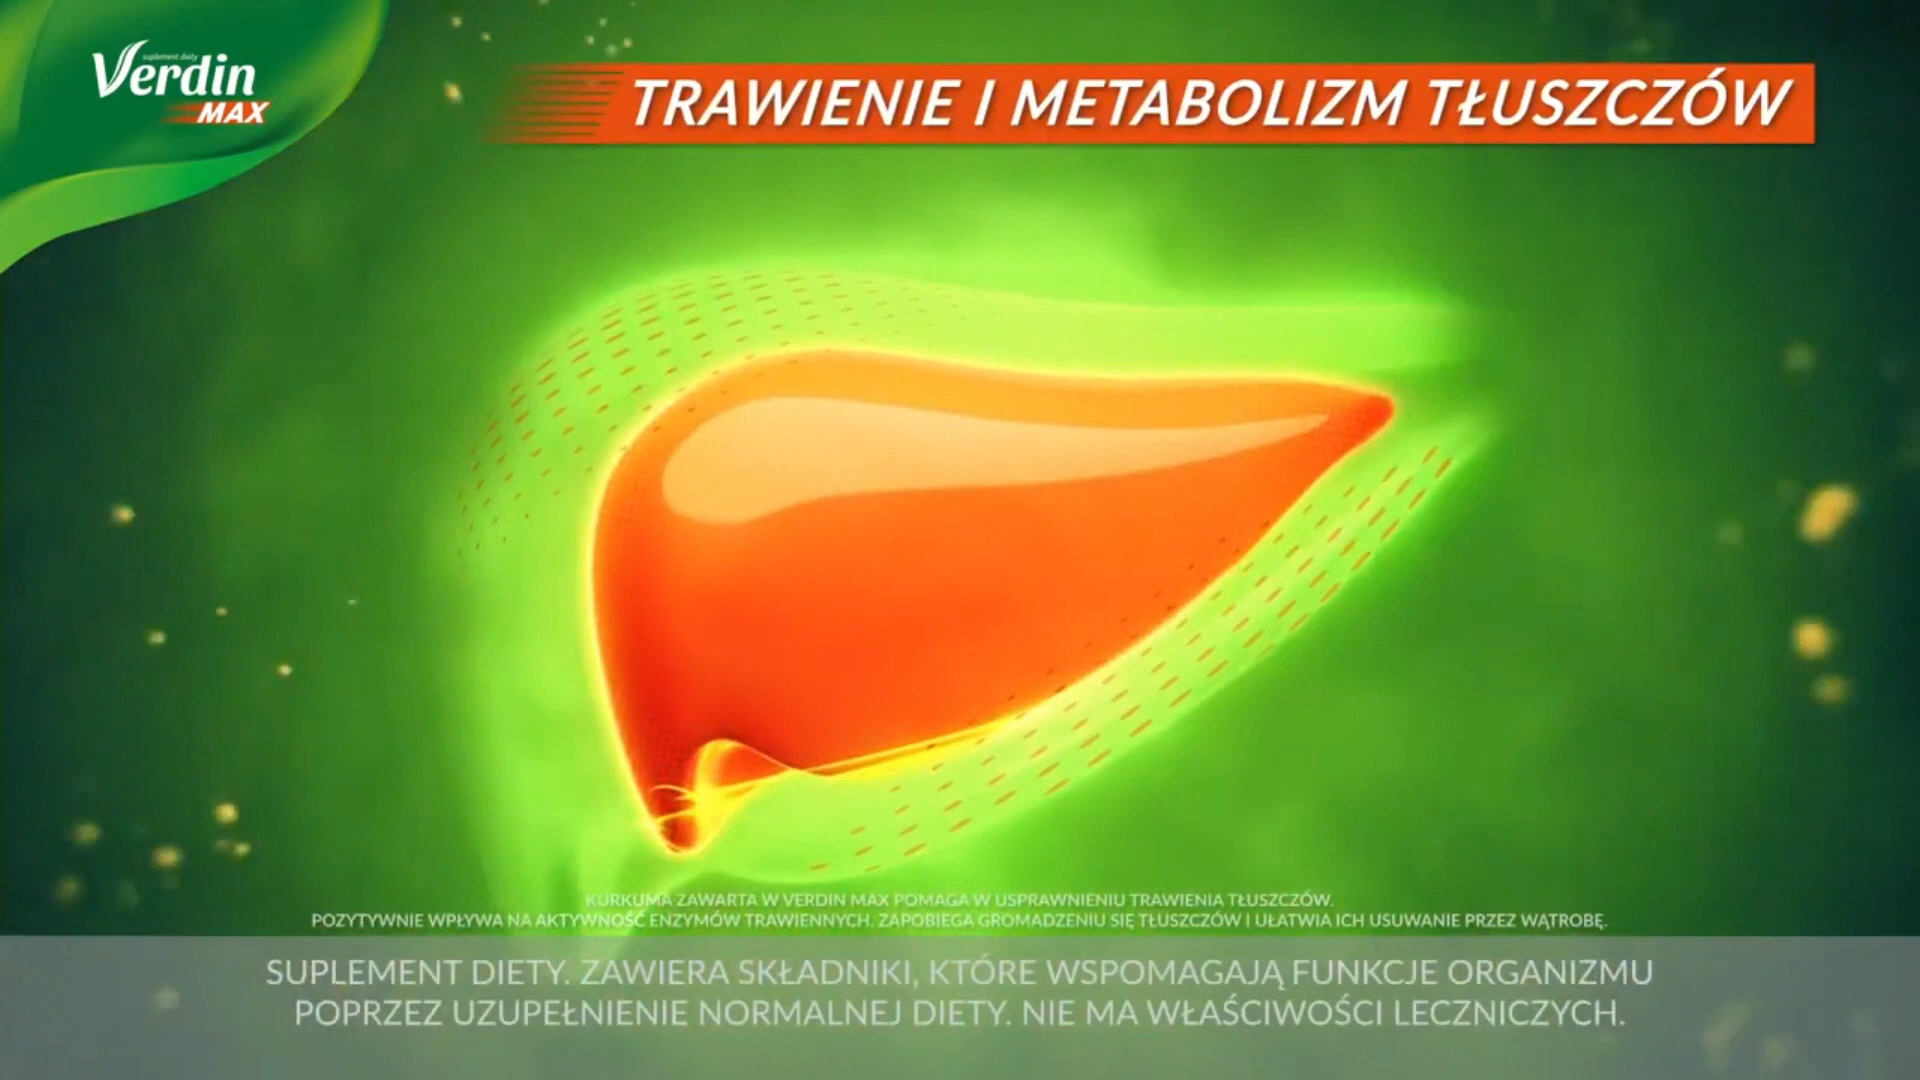 suplement diety
Verdin
MAX
TRAWIENIE I METABOLIZM TŁUSZCZÓW
KURKUMA ZAWARTA W VERDIN MAX POMAGA W USPRAWNIENIU TRAWIENIA TŁUSZCZÓW.
POZYTYWNIE WPŁYWA NA AKTYWNOŚĆ ENZYMÓW TRAWIENNYCH. ZAPOBIEGA GROMADZENIU SIĘ TŁUSZCZÓW I UŁATWIA ICH USUWANIE PRZEZ WĄTROBĘ.
SUPLEMENT DIETY. ZAWIERA SKŁADNIKI, KTÓRE WSPOMAGAJĄ FUNKCJE ORGANIZMU
POPRZEZ UZUPEŁNIENIE NORMALNEJ DIETY. NIE MA WŁAŚCIWOŚCI LECZNICZYCH.